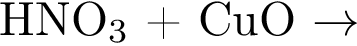 HNO₃ + CuO →